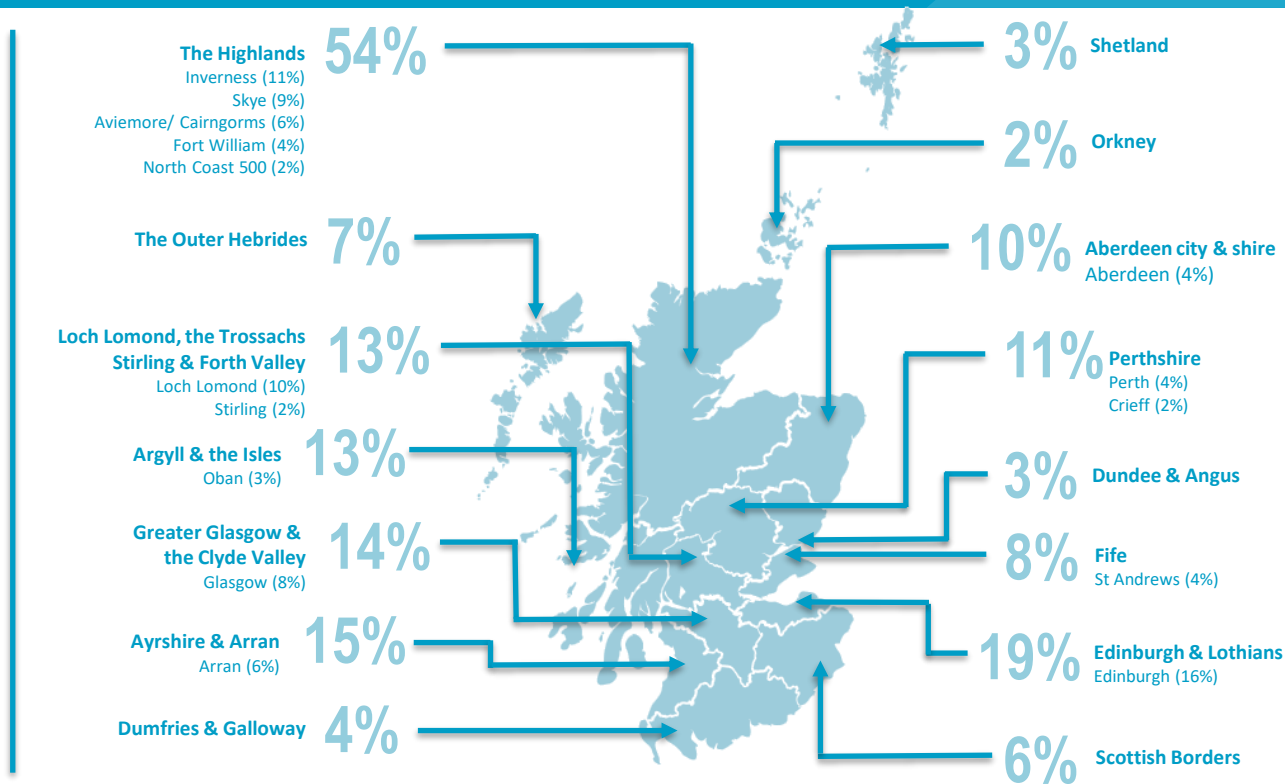 The Highlands
54%
Inverness (11%)
Skye (9%)
Aviemore/ Cairngorms (6%)
Fort William (4%)
North Coast 500 (2%)
The Outer Hebrides
7%
Loch Lomond, the Trossachs
Stirling & Forth Valley
13%
Loch Lomond (10%)
Stirling (2%)
Argyll & the Isles
13%
Oban (3%)
Greater Glasgow &
the Clyde Valley
14%
Glasgow (8%)
Ayrshire & Arran
15%
Arran (6%)
Dumfries & Galloway
4%
3%
Shetland
2%
Orkney
10%
Aberdeen city & shire
Aberdeen (4%)
11%
Perthshire
Perth (4%)
Crieff (2%)
3%
Dundee & Angus
8%
Fife
St Andrews (4%)
19%
Edinburgh & Lothians
Edinburgh (16%)
6%
Scottish Borders